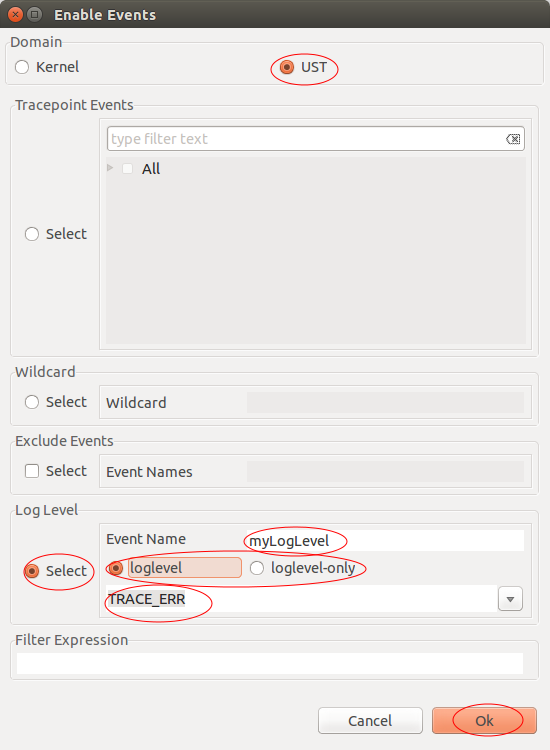 Enable Events
Domain
Kernel
UST
Tracepoint Events
type filter text
All
Select
Wildcard
Select
Wildcard
Exclude Events
Select
Event Names
Log Level
Event Name
myLogLevel
Select
loglevel
loglevel-only
TRACE_ERR
Filter Expression
Cancel
Ok